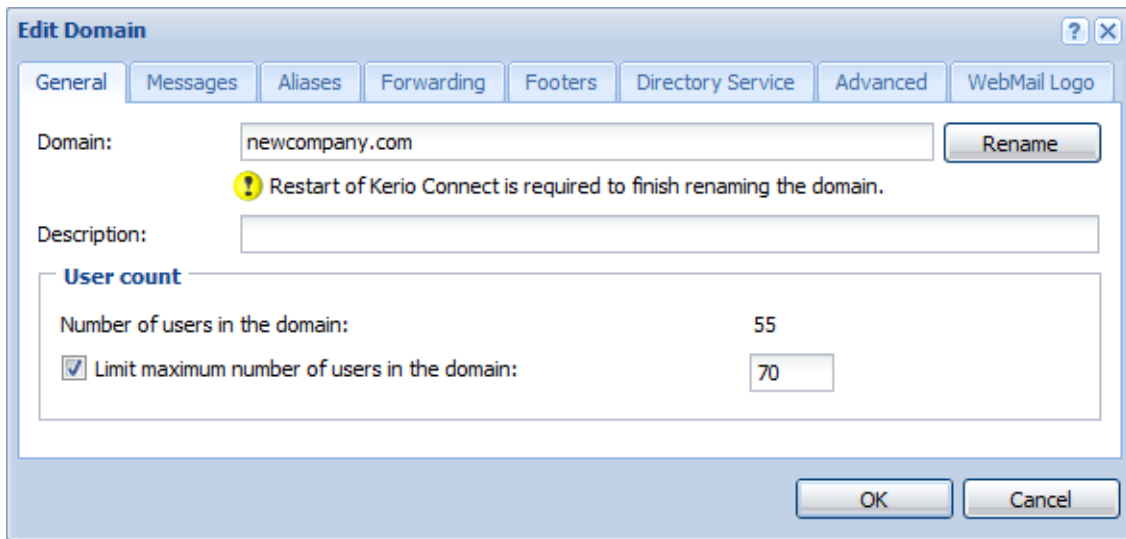 Edit Domain
General Messages Aliases Forwarding Footers Directory Service Advanced WebMail Logo
Domain: newcompany.com Rename
Restart of Kerio Connect is required to finish renaming the domain.
Description:
User count
Number of users in the domain: 55
Limit maximum number of users in the domain: 70
OK Cancel